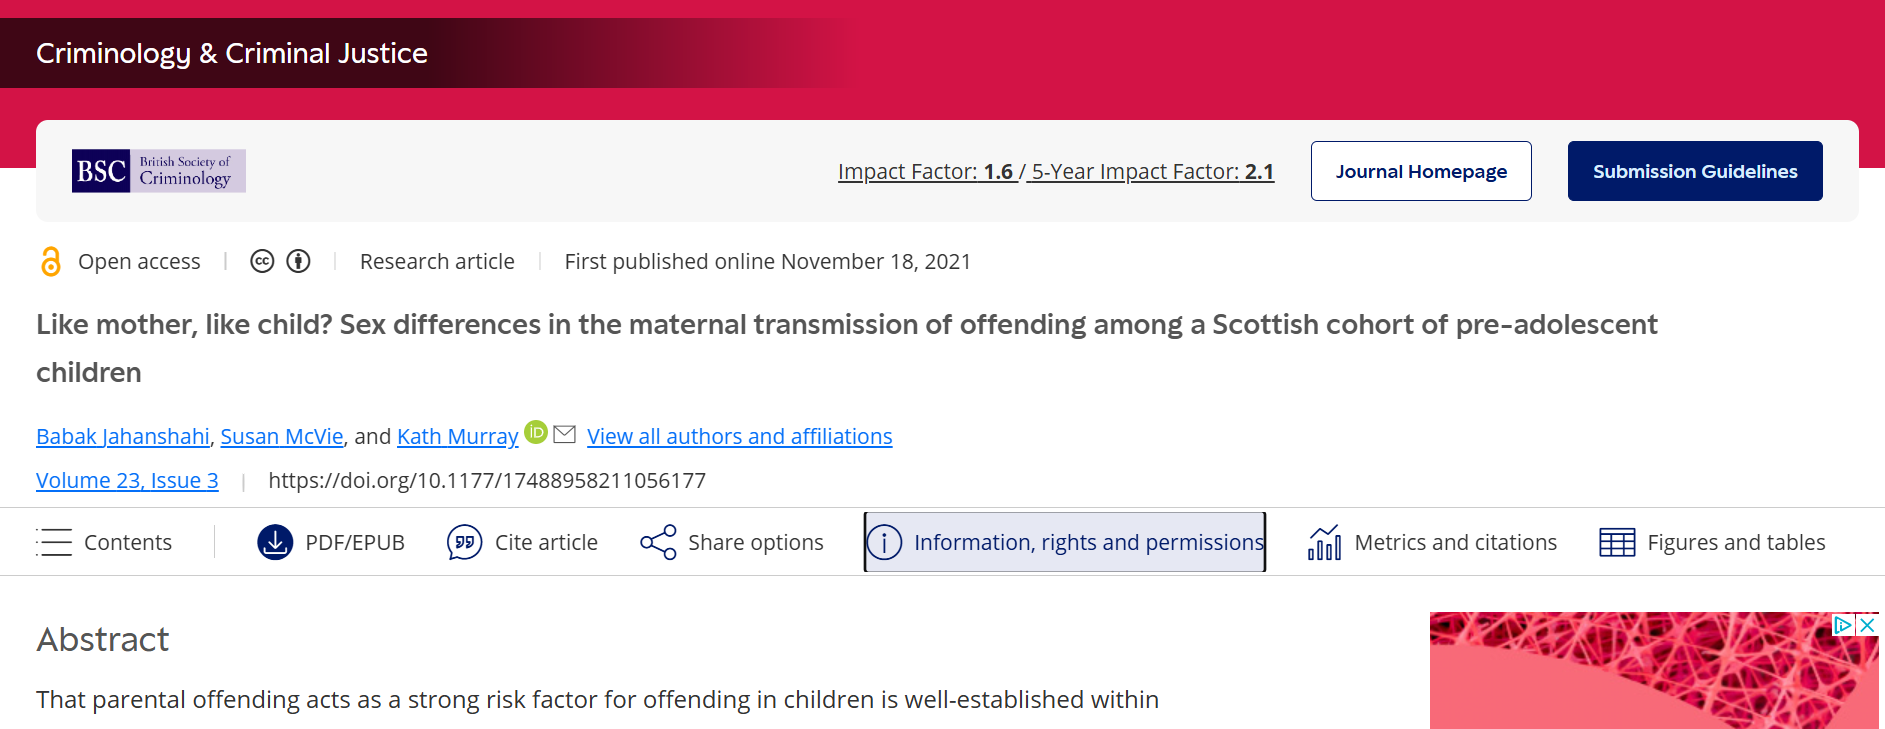 Criminology & Criminal Justice
BSC British Society of
Criminology
Impact Factor: 1.6 / 5-Year Impact Factor: 2.1
Journal Homepage
Submission Guidelines
Open access
cc
Research article
First published online November 18, 2021
Like mother, like child? Sex differences in the maternal transmission of offending among a Scottish cohort of pre-adolescent
children
Babak Jahanshahi, Susan McVie, and Kath Murray iD View all authors and affiliations
Volume 23, Issue 3
https://doi.org/10.1177/17488958211056177
Contents
PDF/EPUB
Cite article
Share options
Information, rights and permissions
Metrics and citations
Figures and tables
Abstract
That parental offending acts as a strong risk factor for offending in children is well-established within